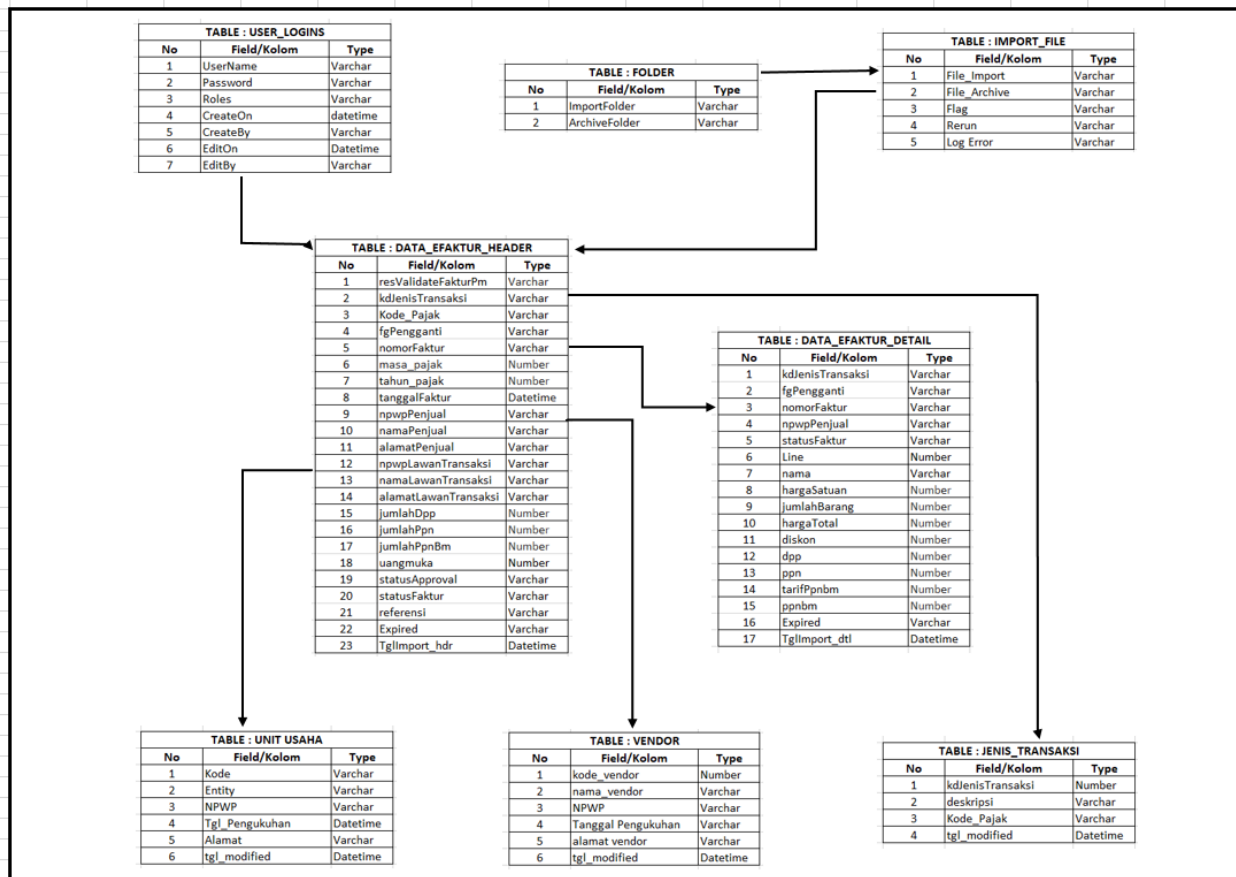 TABLE : USER_LOGINS
No Field/Kolom Type
1 UserName Varchar
2 Password Varchar
3 Roles Varchar
4 CreateOn datetime
5 CreateBy Varchar
6 EditOn Datetime
7 EditBy Varchar
TABLE : FOLDER
No Field/Kolom Type
1 ImportFolder Varchar
2 ArchiveFolder Varchar
TABLE : IMPORT_FILE
No Field/Kolom Type
1 File_Import Varchar
2 File_Archive Varchar
3 Flag Varchar
4 Rerun Varchar
5 Log Error Varchar
TABLE : DATA_EFAKTUR_HEADER
No Field/Kolom Type
1 resValidateFakturPm Varchar
2 kdJenisTransaksi Varchar
3 Kode_Pajak Varchar
4 fgPengganti Varchar
5 nomorFaktur Varchar
6 masa_pajak Number
7 tahun_pajak Number
8 tanggalFaktur Datetime
9 npwpPenjual Varchar
10 namaPenjual Varchar
11 alamatPenjual Varchar
12 npwpLawanTransaksi Varchar
13 namaLawanTransaksi Varchar
14 alamatLawanTransaksi Varchar
15 jumlahDpp Number
16 jumlahPpn Number
17 jumlahPpnBm Number
18 uangmuka Number
19 statusApproval Varchar
20 statusFaktur Varchar
21 referensi Varchar
22 Expired Varchar
23 TglImport_hdr Datetime
TABLE : DATA_EFAKTUR_DETAIL
No Field/Kolom Type
1 kdJenisTransaksi Varchar
2 fgPengganti Varchar
3 nomorFaktur Varchar
4 npwpPenjual Varchar
5 statusFaktur Varchar
6 Line Number
7 nama Varchar
8 hargaSatuan Number
9 jumlahBarang Number
10 hargaTotal Number
11 diskon Number
12 dpp Number
13 ppn Number
14 tarifPpnbm Number
15 ppnbm Number
16 Expired Varchar
17 TglImport_dtl Datetime
TABLE : UNIT USAHA
No Field/Kolom Type
1 Kode Varchar
2 Entity Varchar
3 NPWP Varchar
4 Tgl_Pengukuhan Datetime
5 Alamat Varchar
6 tgl_modified Datetime
TABLE : VENDOR
No Field/Kolom Type
1 kode_vendor Number
2 nama_vendor Varchar
3 NPWP Varchar
4 Tanggal Pengukuhan Varchar
5 alamat vendor Varchar
6 tgl_modified Datetime
TABLE : JENIS_TRANSAKSI
No Field/Kolom Type
1 kdJenisTransaksi Number
2 deskripsi Varchar
3 Kode_Pajak Varchar
4 tgl_modified Datetime